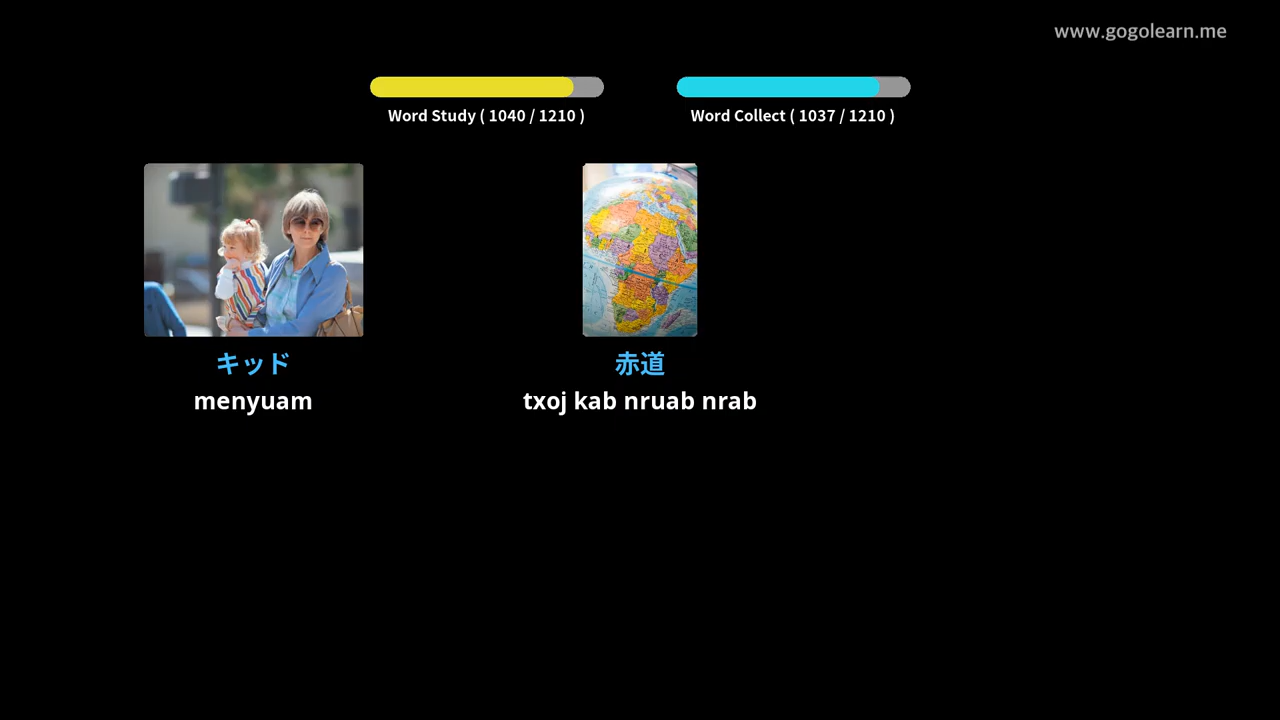 www.gogolearn.me
Word Study ( 1040 / 1210 )
Word Collect ( 1037 / 1210 )
キッド
menyuam
赤道
txoj kab nruab nrab